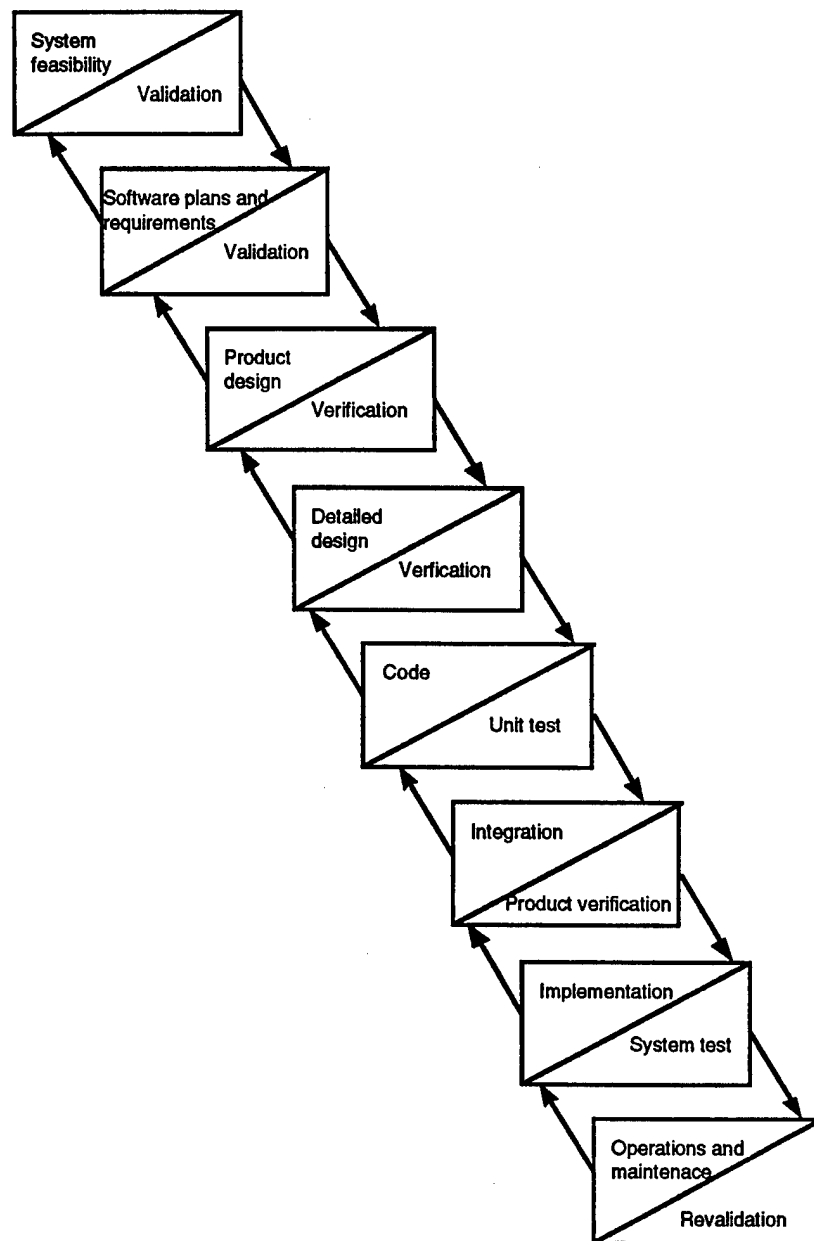 System
feasibility
Validation
Software plans and
requirements
Validation
Product
design
Verification
Detailed
design
Verfication
Code
Unit test
Integration
Product verification
Implementation
System test
Operations and
maintenace
Revalidation